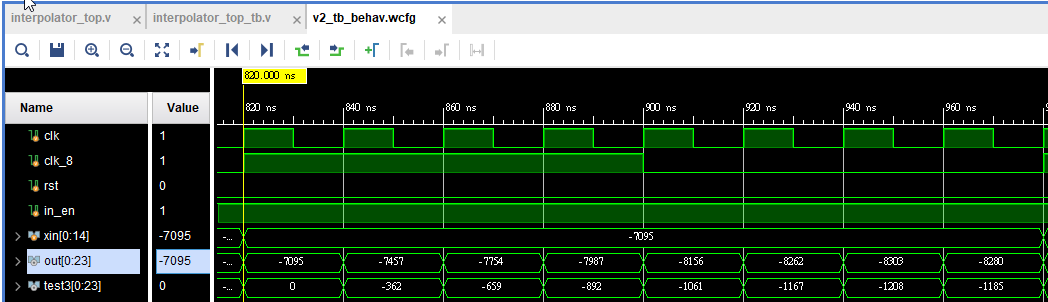 interpolator_top.v × interpolator_top_tb.v × v2_tb_behav.wcfg ×
820.000 ns
Name Value 820 ns 840 ns 860 ns 880 ns 900 ns 920 ns 940 ns 960 ns
clk 1
clk_8 1
rst 0
in_en 1
xin[0:14] -7095 -... -7095
out[0:23] -7095 -... -7095 -7457 -7754 -7987 -8156 -8262 -8303 -8280
test3[0:23] 0 -... 0 -362 -659 -892 -1061 -1167 -1208 -1185